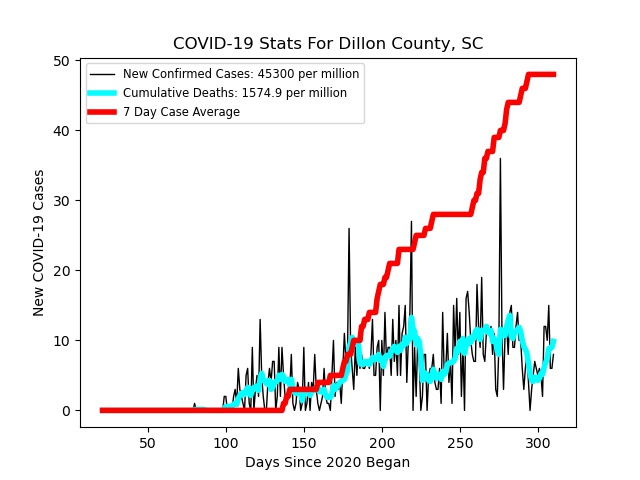 COVID-19 Stats For Dillon County, SC
50
New Confirmed Cases: 45300 per million
Cumulative Deaths: 1574.9 per million
7 Day Case Average
40
30
20
10
0
New COVID-19 Cases
50 100 150 200 250 300
Days Since 2020 Began